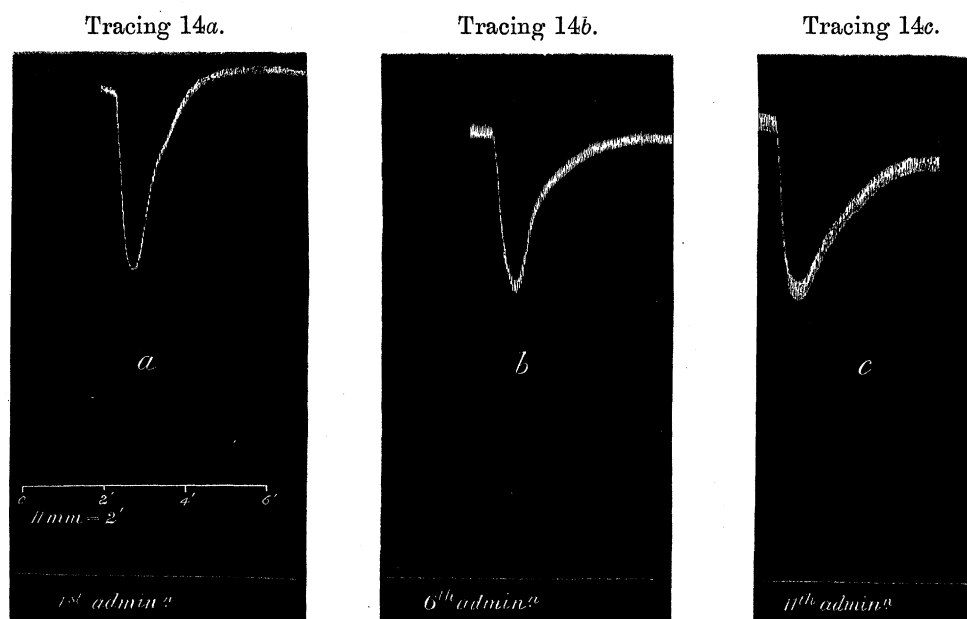 Tracing 14a.
Tracing 14b.
Tracing 14c.
a
b
c
0 2' 4' 6'
11 mm = 2'
1st adminn
6th adminn
11th adminn